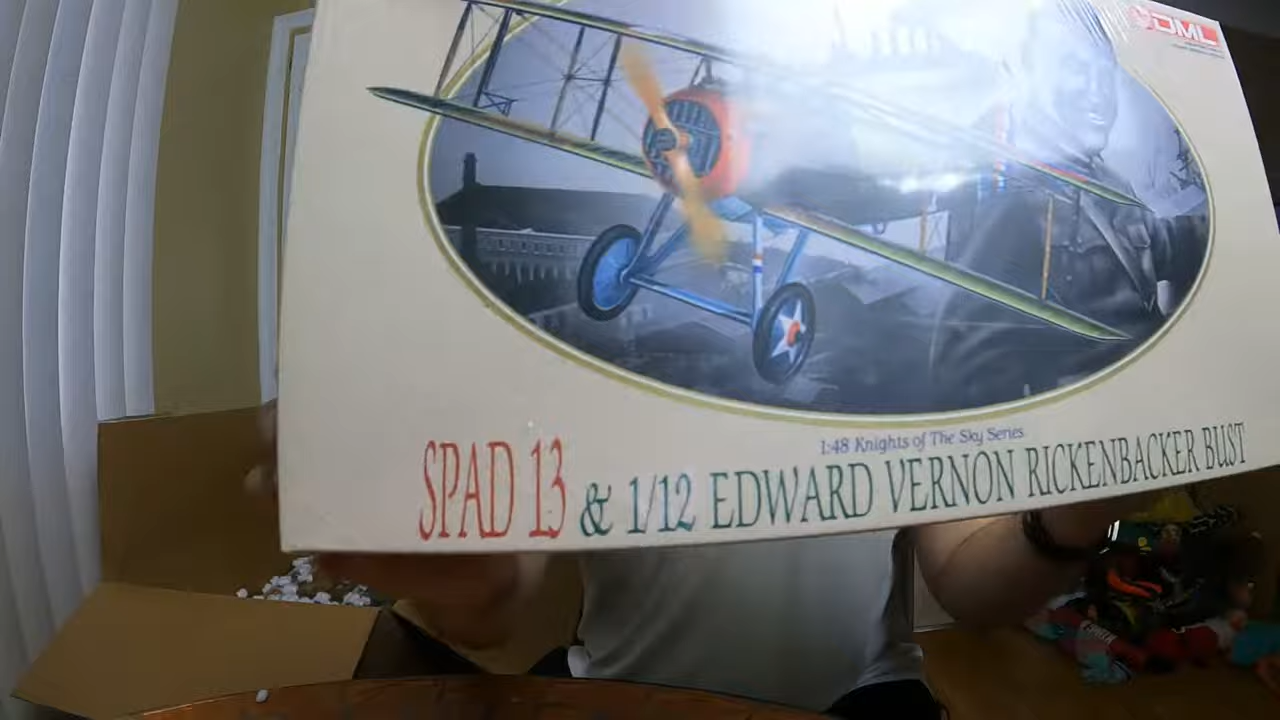 DML
1:48 Knights of The Sky Series
SPAD 13 & 1/12 EDWARD VERNON RICKENBACKER BUST